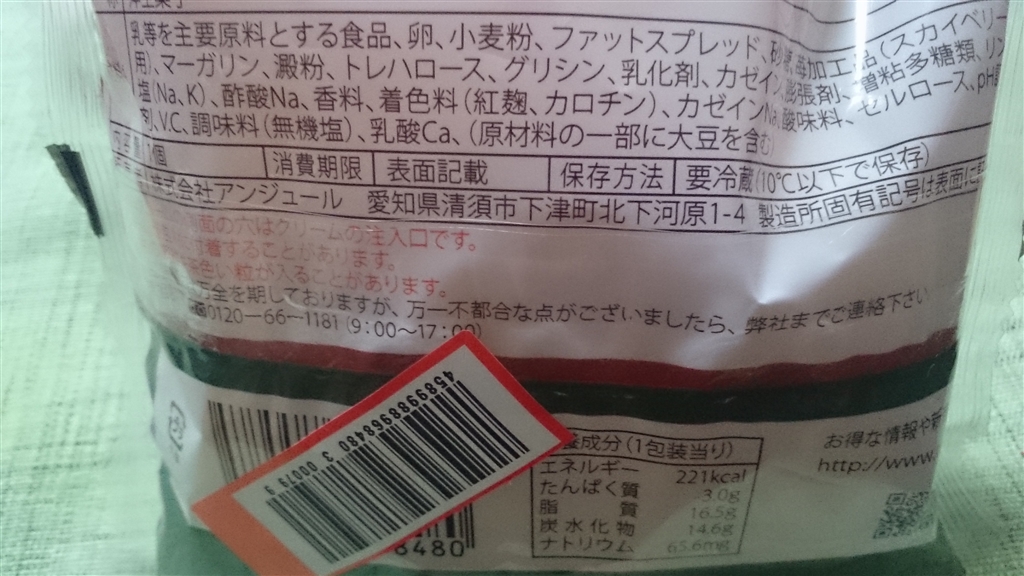 乳等を主要原料とする食品、卵、小麦粉、ファットスプレッド、砂糖、苺加工品(スカイベリー
用)、マーガリン、澱粉、トレハロース、グリシン、乳化剤、カゼイン、膨張剤、増粘多糖類、リン
塩(Na、K)、酢酸Na、香料、着色料(紅麹、カロチン)、カゼインNa、酸味料、セルロース、pH調
剤、V.C、調味料(無機塩)、乳酸Ca、(原材料の一部に大豆を含む)
1個 消費期限 表面記載 保存方法 要冷蔵(10℃以下で保存)
株式会社アンジュール 愛知県清須市下津町北下河原1-4 製造所固有記号は表面に
面の穴はクリームの注入口です。
着することがあります。
色い粒が入ることがあります。
万全を期しておりますが、万一不都合な点がございましたら、弊社までご連絡下さい
0120-66-1181 (9:00～17:00)
成分(1包装当り)
エネルギー 221kcal
たんぱく質 3.0g
脂質 16.5g
炭水化物 14.6g
ナトリウム 65.6mg
お得な情報や新
http://www.
8480